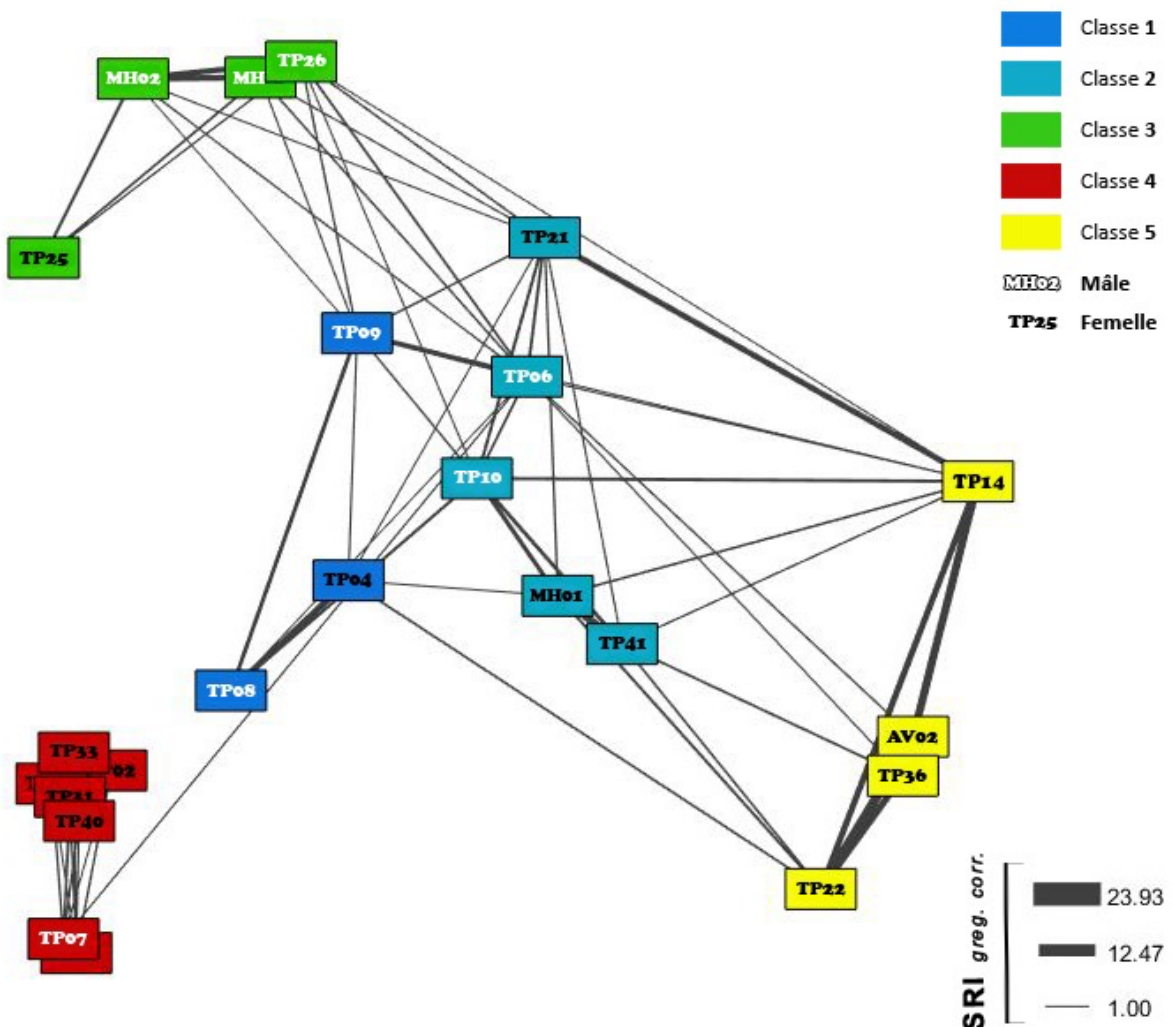 Classe 1
Classe 2
Classe 3
Classe 4
Classe 5
MH02 Mâle
TP25 Femelle
TP26
MH02
MH
TP25
TP21
TP09
TP06
TP10
TP14
TP04
MH01
TP41
TP08
TP33
02
TP40
TP07
AV02
TP36
TP22
SRI greg. corr.
23.93
12.47
1.00